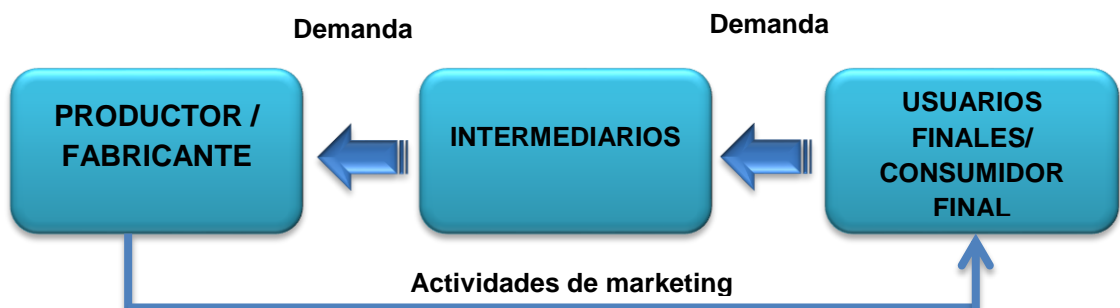 Demanda
Demanda
PRODUCTOR /
FABRICANTE
INTERMEDIARIOS
USUARIOS
FINALES/
CONSUMIDOR
FINAL
Actividades de marketing